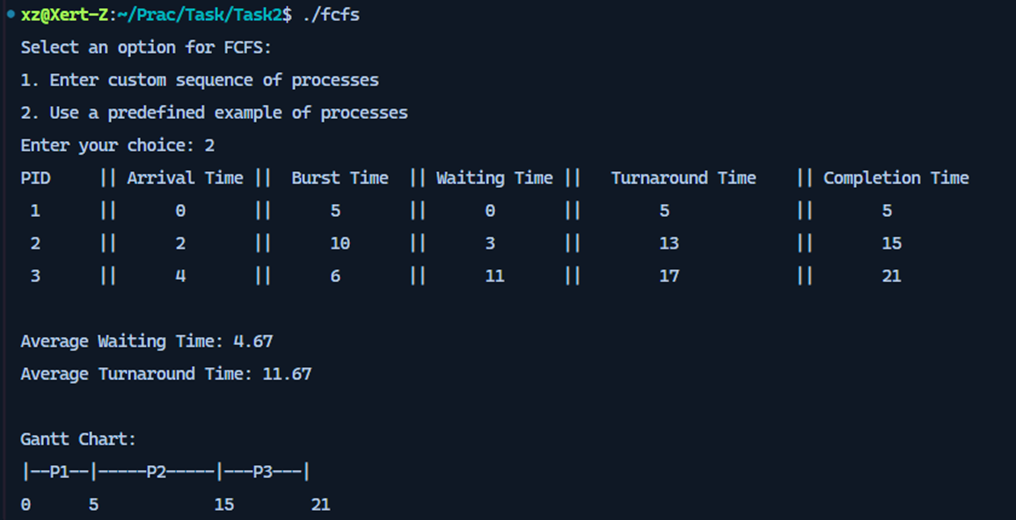 xz@Xert-Z:~/Prac/Task/Task2$ ./fcfs
Select an option for FCFS:
1. Enter custom sequence of processes
2. Use a predefined example of processes
Enter your choice: 2
PID || Arrival Time || Burst Time || Waiting Time || Turnaround Time || Completion Time
1 || 0 || 5 || 0 || 5 || 5
2 || 2 || 10 || 3 || 13 || 15
3 || 4 || 6 || 11 || 17 || 21
Average Waiting Time: 4.67
Average Turnaround Time: 11.67
Gantt Chart:
|--P1--|-----P2-----|---P3---|
0 5 15 21